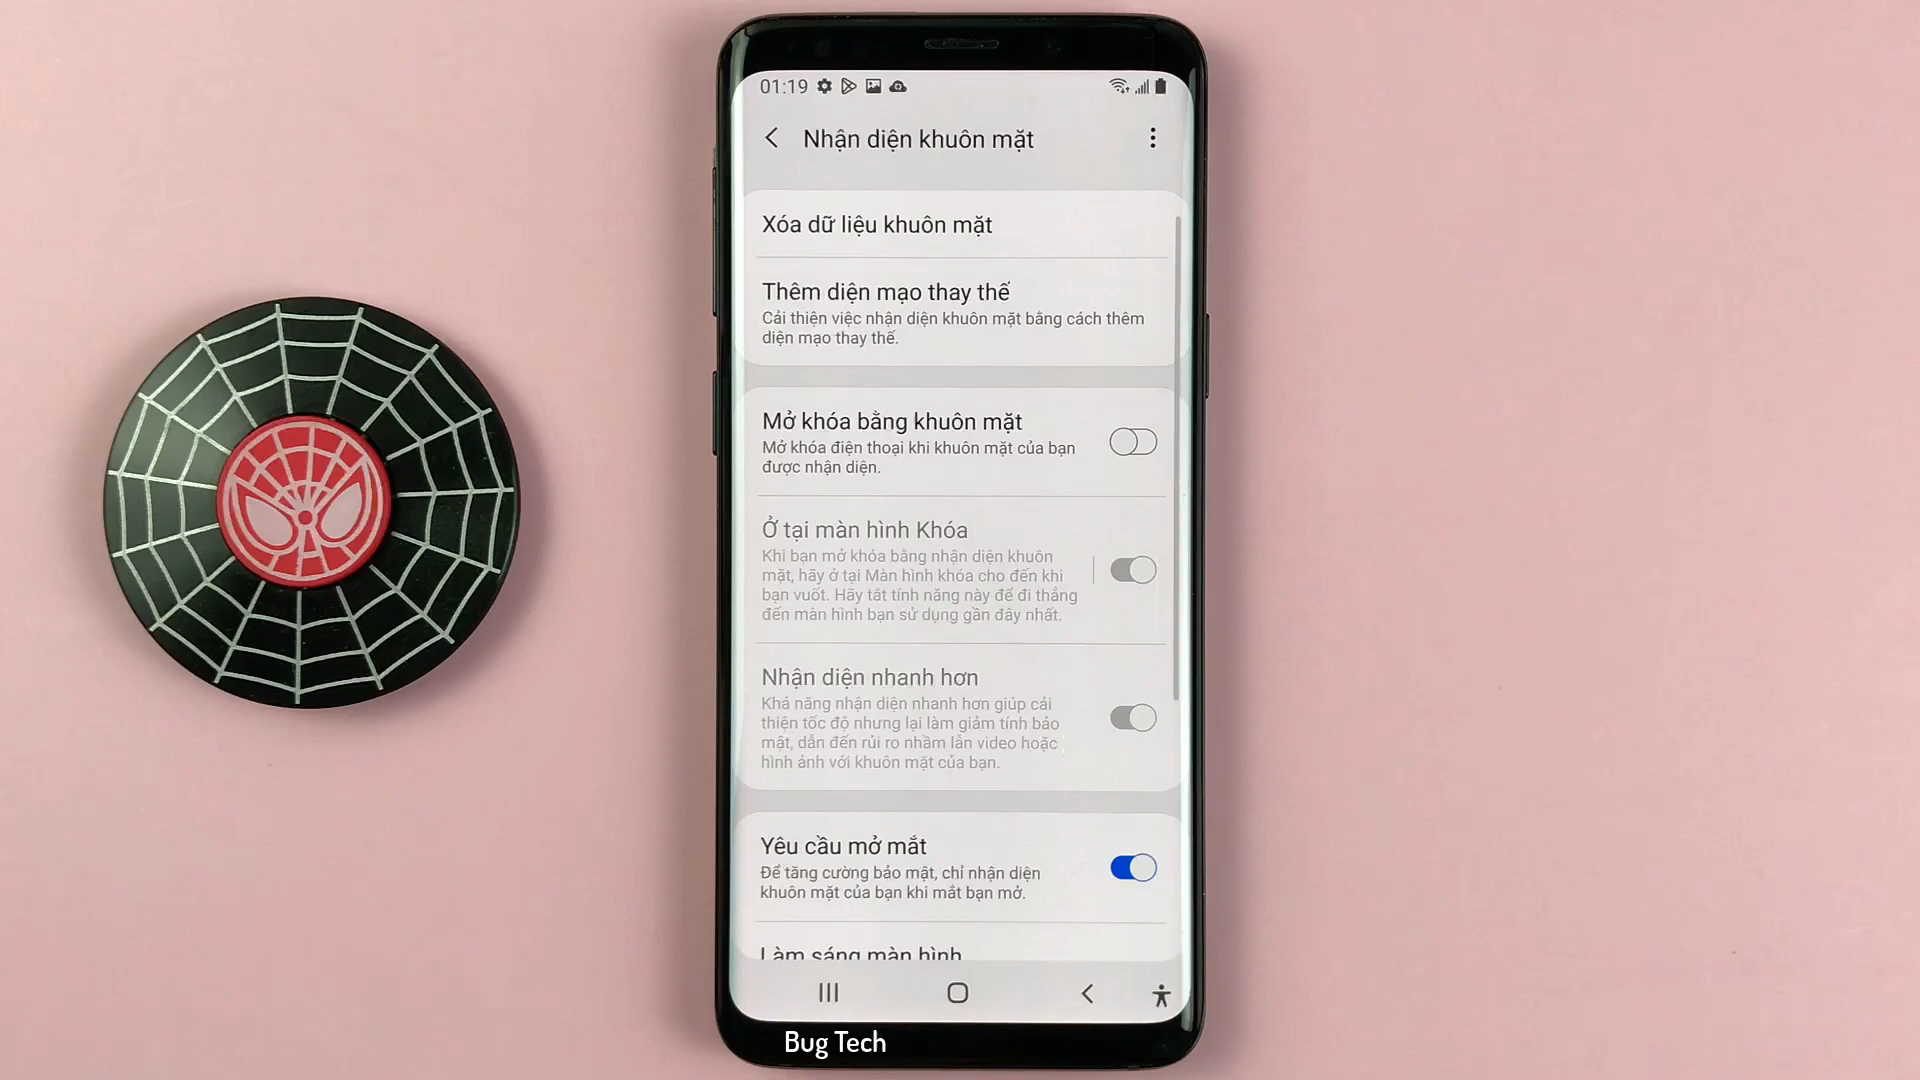 01:19
Nhận diện khuôn mặt
Xóa dữ liệu khuôn mặt
Thêm diện mạo thay thế
Cải thiện việc nhận diện khuôn mặt bằng cách thêm
diện mạo thay thế.
Mở khóa bằng khuôn mặt
Mở khóa điện thoại khi khuôn mặt của bạn
được nhận diện.
Ở tại màn hình Khóa
Khi bạn mở khóa bằng nhận diện khuôn
mặt, hãy ở tại Màn hình khóa cho đến khi
bạn vuốt. Hãy tắt tính năng này để đi thẳng
đến màn hình bạn sử dụng gần đây nhất.
Nhận diện nhanh hơn
Khả năng nhận diện nhanh hơn giúp cải
thiện tốc độ nhưng lại làm giảm tính bảo
mật, dẫn đến rủi ro nhầm lẫn video hoặc
hình ảnh với khuôn mặt của bạn.
Yêu cầu mở mắt
Để tăng cường bảo mật, chỉ nhận diện
khuôn mặt của bạn khi mắt bạn mở.
Làm sáng màn hình
Bug Tech